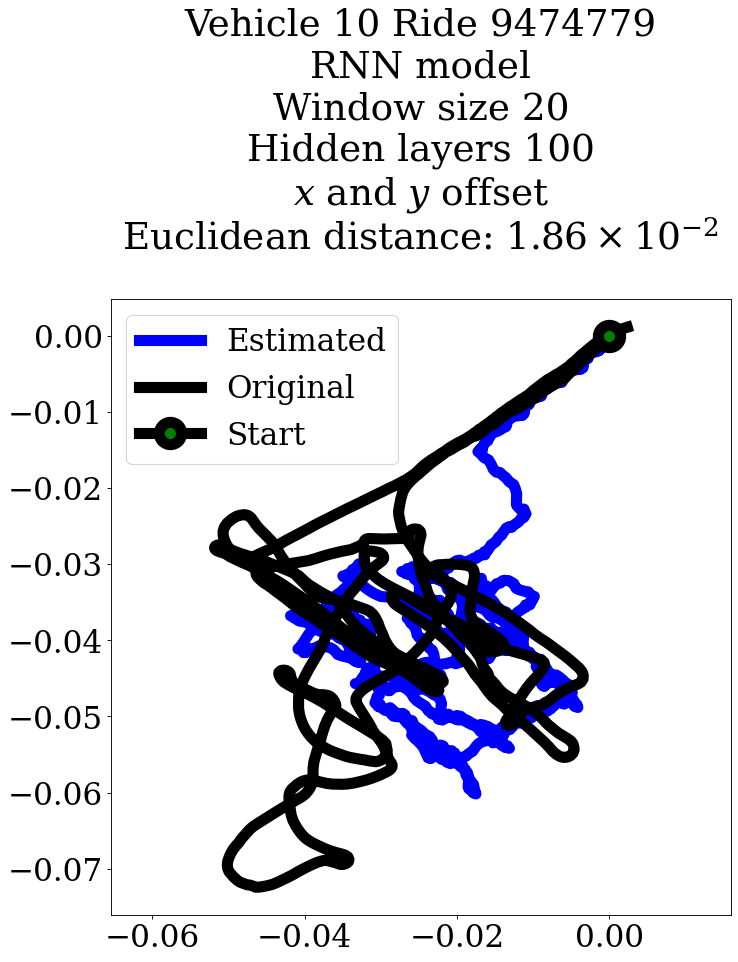 Vehicle 10 Ride 9474779
RNN model
Window size 20
Hidden layers 100
x and y offset
Euclidean distance: 1.86 × 10⁻²
Estimated
Original
Start
0.00
−0.01
−0.02
−0.03
−0.04
−0.05
−0.06
−0.07
−0.06 −0.04 −0.02 0.00